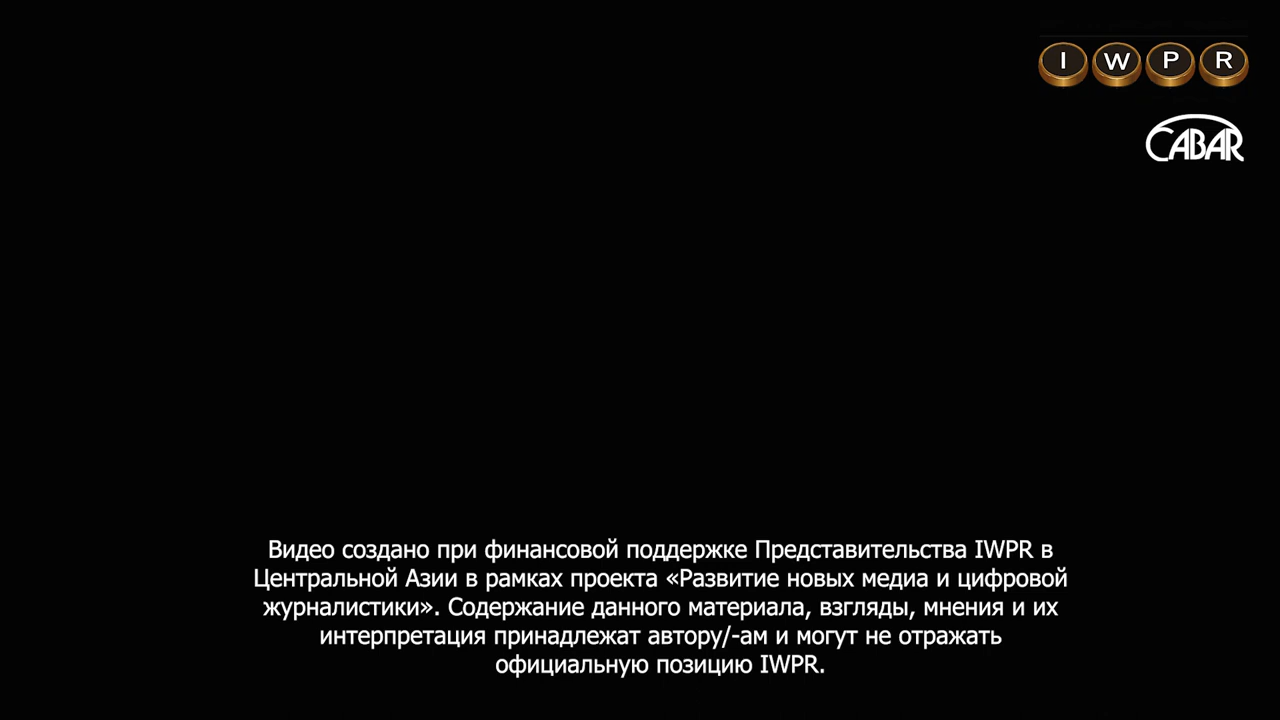 I W P R
CABAR
Видео создано при финансовой поддержке Представительства IWPR в
Центральной Азии в рамках проекта «Развитие новых медиа и цифровой
журналистики». Содержание данного материала, взгляды, мнения и их
интерпретация принадлежат автору/-ам и могут не отражать
официальную позицию IWPR.